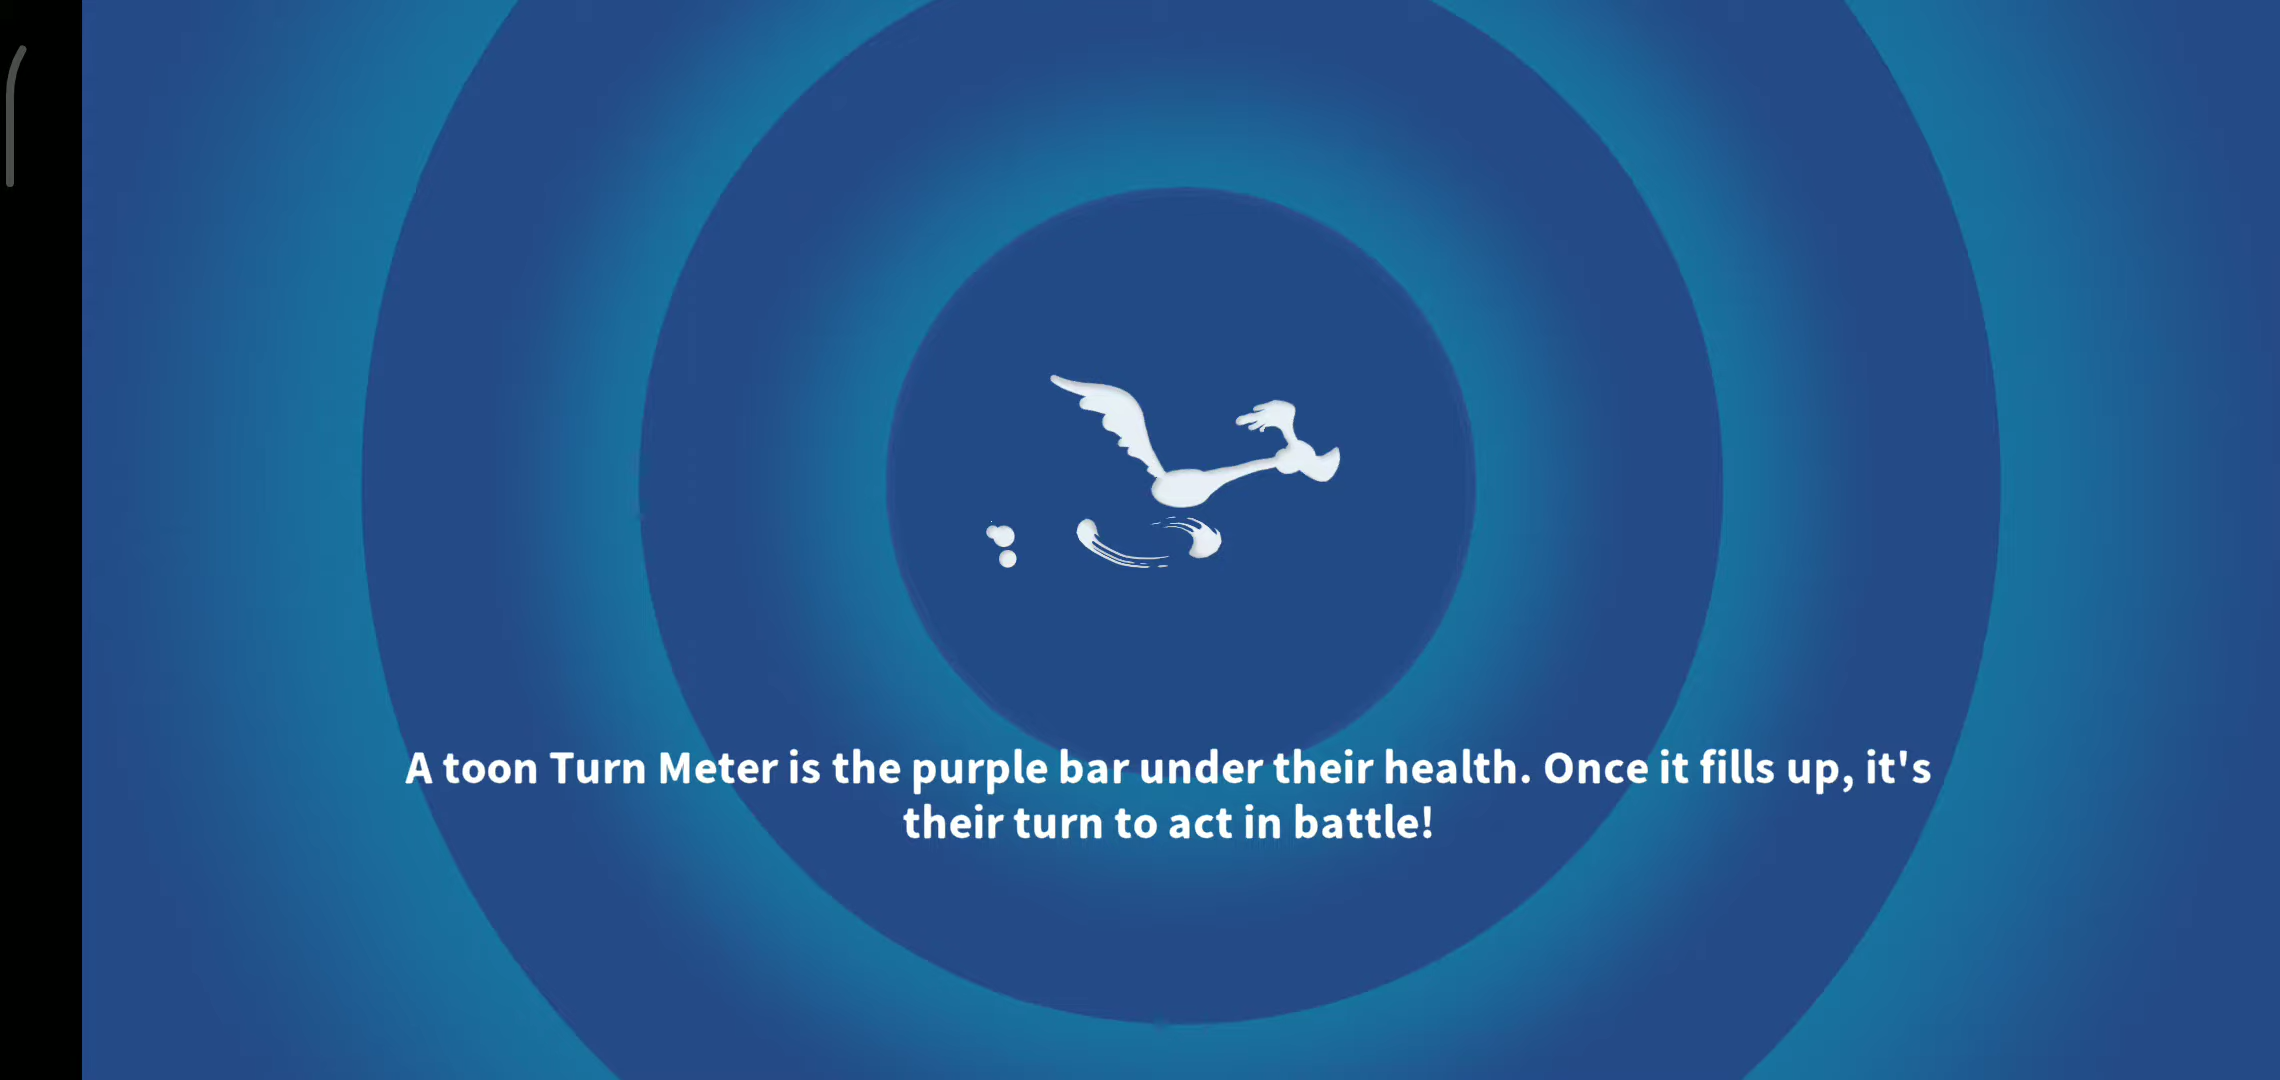 A toon Turn Meter is the purple bar under their health. Once it fills up, it's
their turn to act in battle!